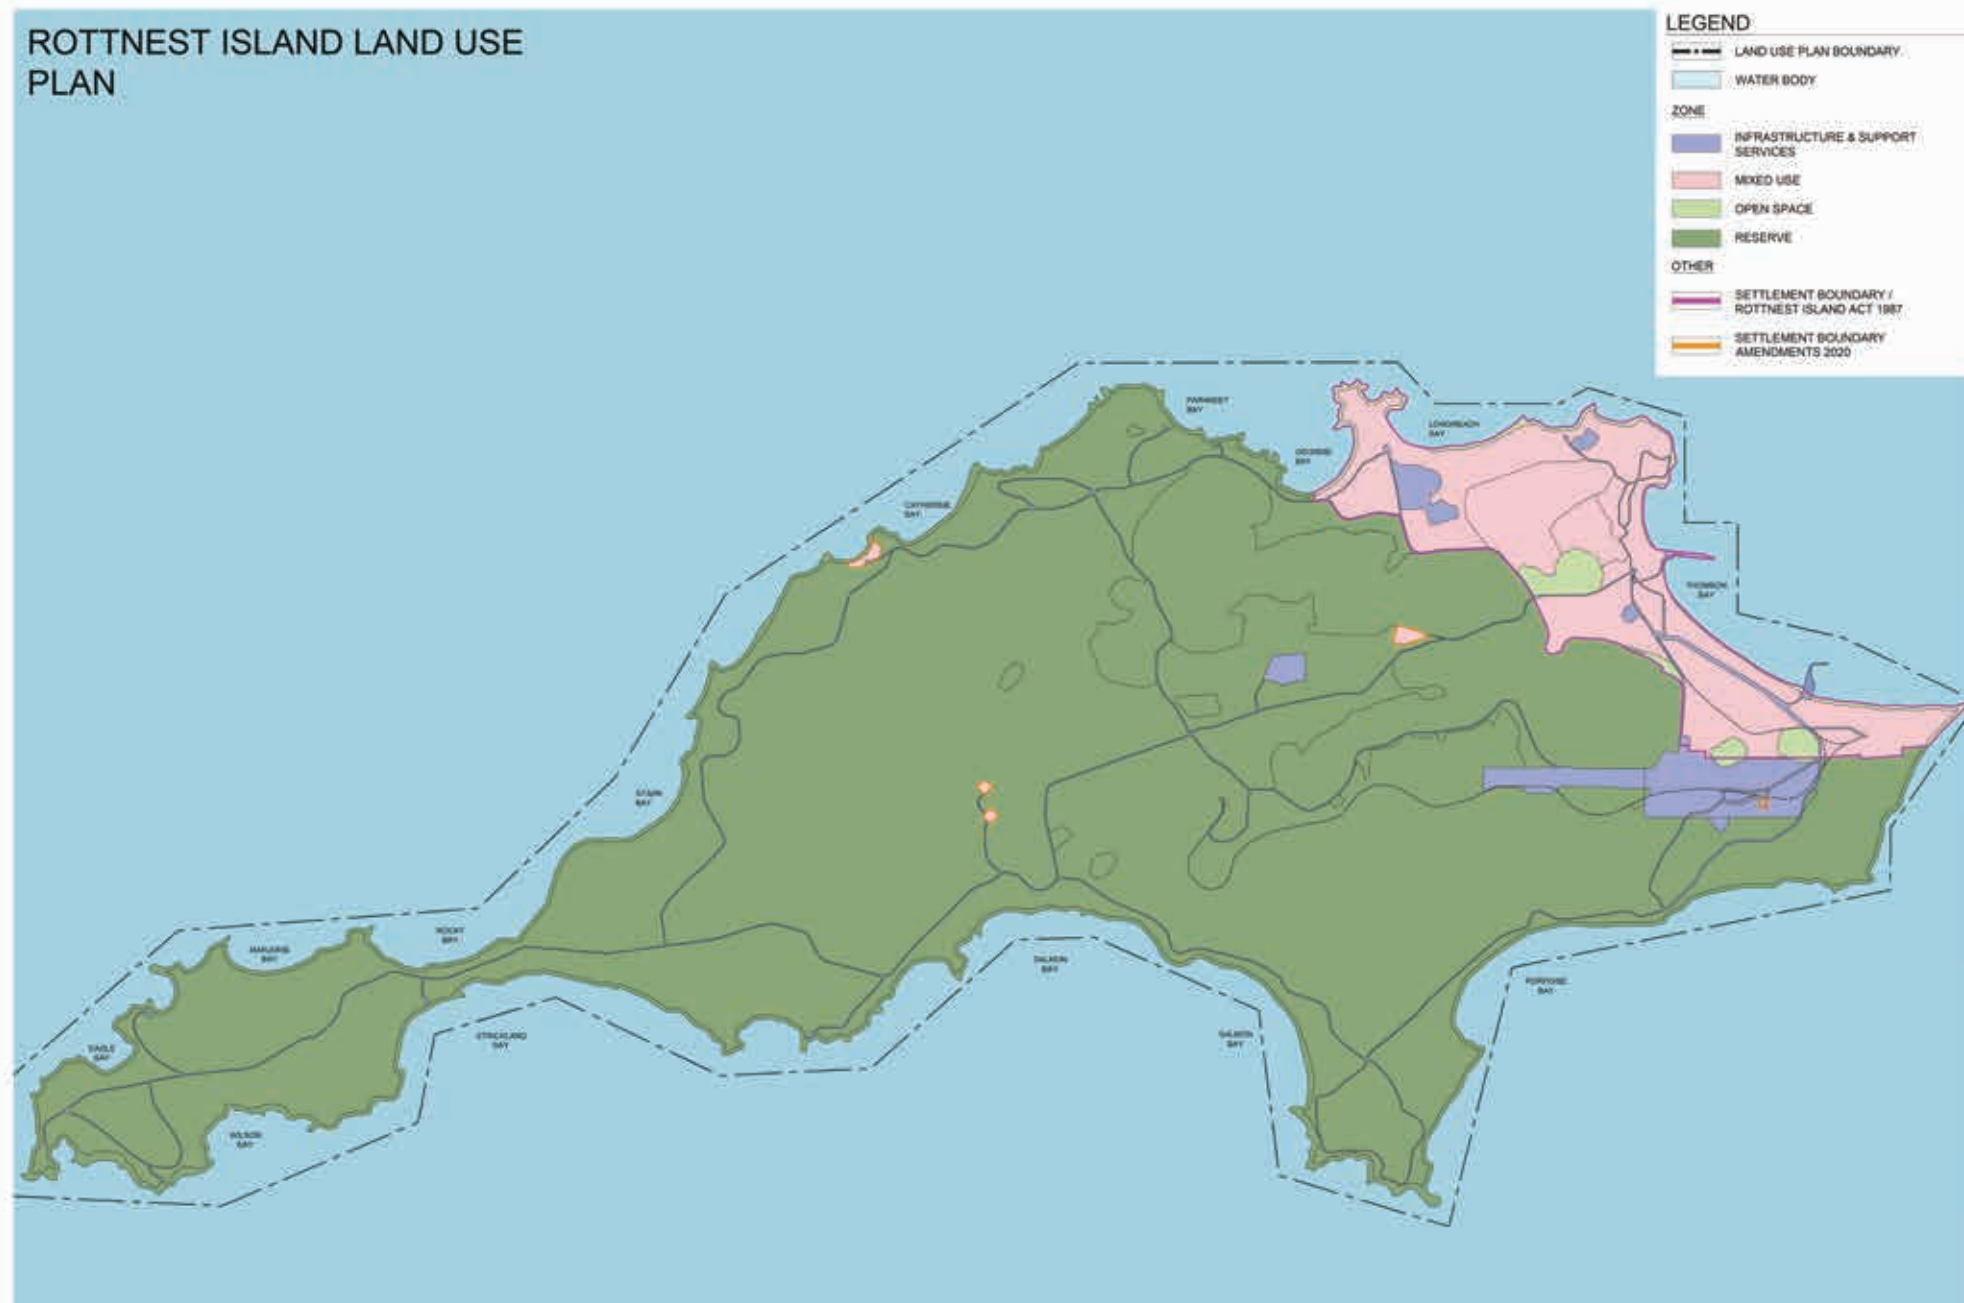 ROTTNEST ISLAND LAND USE
PLAN
LEGEND
LAND USE PLAN BOUNDARY
WATER BODY
ZONE
INFRASTRUCTURE & SUPPORT
SERVICES
MIXED USE
OPEN SPACE
RESERVE
OTHER
SETTLEMENT BOUNDARY /
ROTTNEST ISLAND ACT 1987
SETTLEMENT BOUNDARY
AMENDMENTS 2020
PARAKEET
BAY
LONGREACH
BAY
GEORDIE
BAY
CATHERINE
BAY
THOMSON
BAY
STARK
BAY
ROCKY
BAY
MARJORIE
BAY
SALMON
BAY
PORPOISE
BAY
STRICKLAND
BAY
SALMON
BAY
EAGLE
BAY
WILSON
BAY